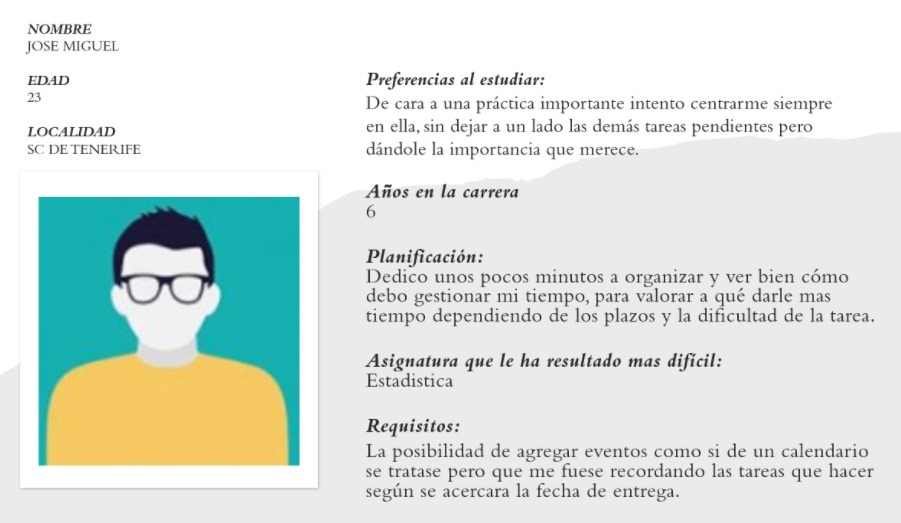 NOMBRE
JOSE MIGUEL
EDAD
23
LOCALIDAD
SC DE TENERIFE
Preferencias al estudiar:
De cara a una práctica importante intento centrarme siempre
en ella, sin dejar a un lado las demás tareas pendientes pero
dándole la importancia que merece.
Años en la carrera
6
Planificación:
Dedico unos pocos minutos a organizar y ver bien cómo
debo gestionar mi tiempo, para valorar a qué darle mas
tiempo dependiendo de los plazos y la dificultad de la tarea.
Asignatura que le ha resultado mas difícil:
Estadistica
Requisitos:
La posibilidad de agregar eventos como si de un calendario
se tratase pero que me fuese recordando las tareas que hacer
según se acercara la fecha de entrega.